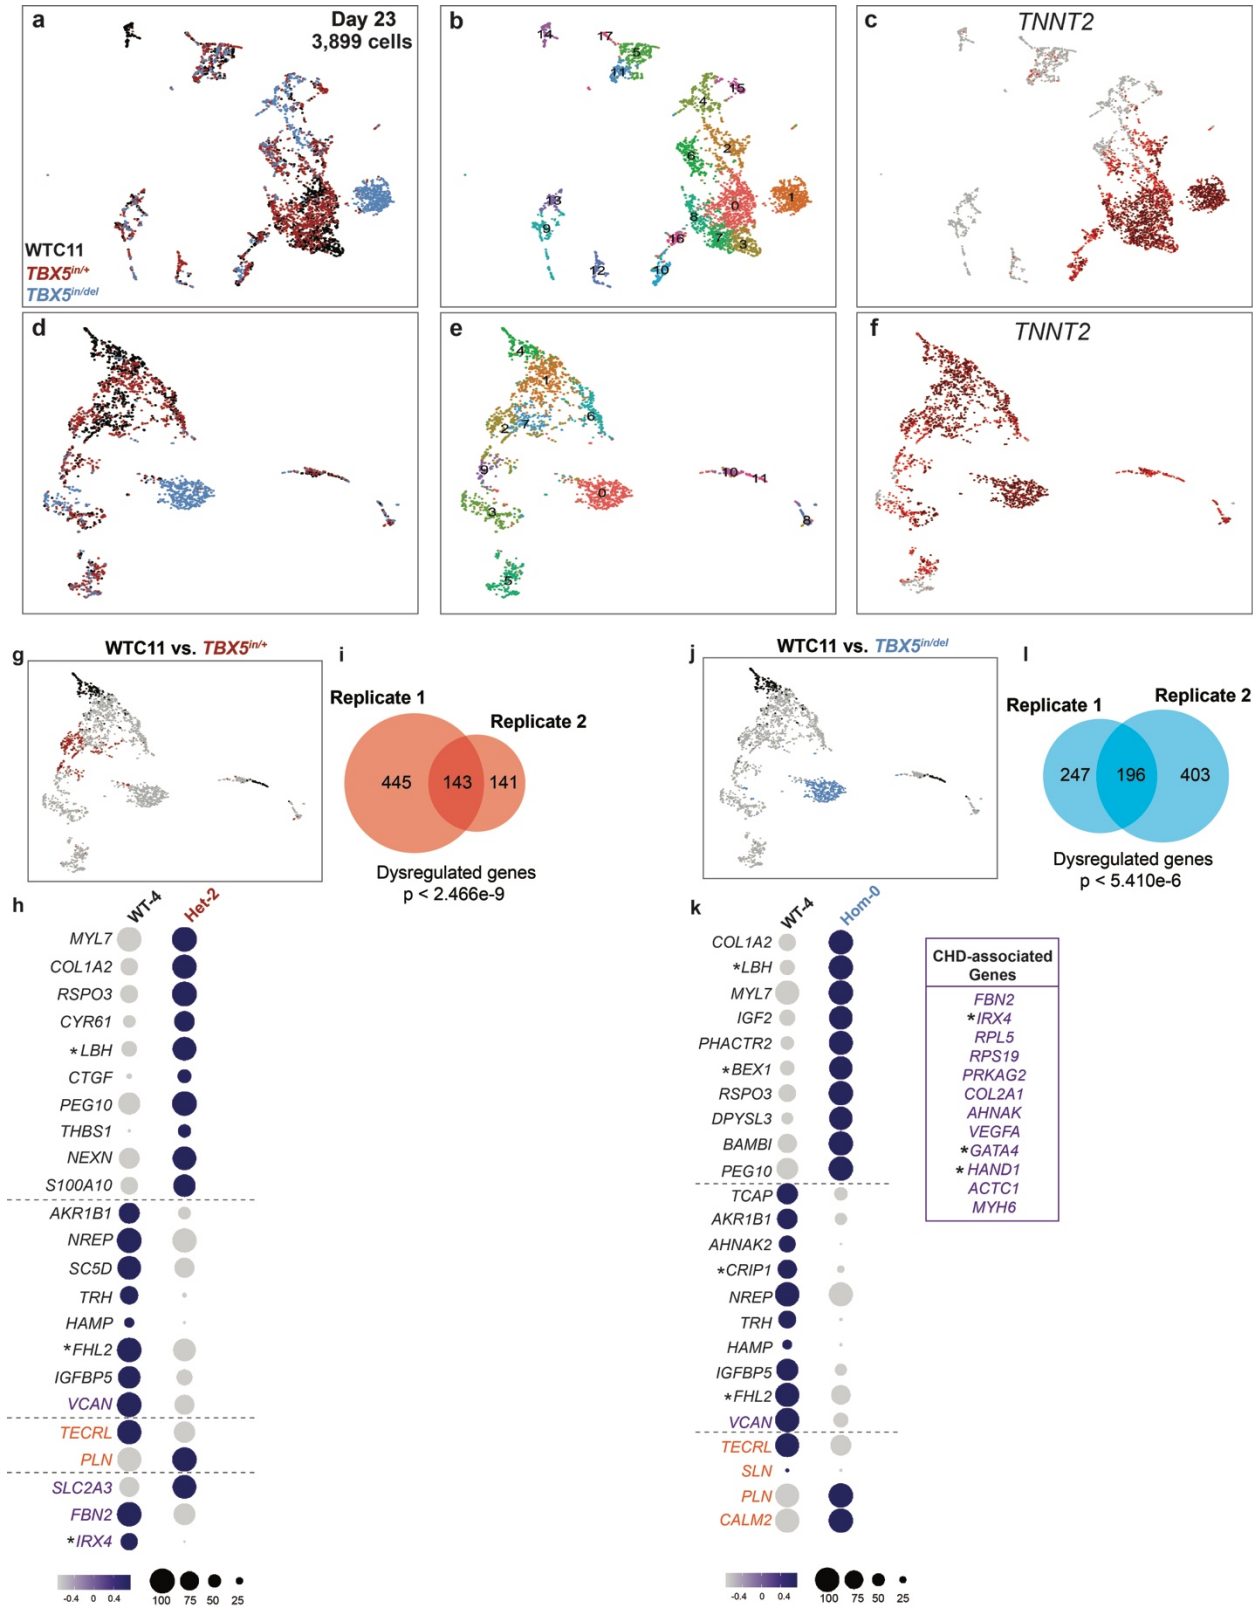 a
Day 23
3,899 cells
WTC11
TBX5in/+
TBX5in/del
b
14
17
5
11
4
15
2
6
0
1
8
7
3
16
13
9
12
10
c
TNNT2
d
e
4
1
2
7
6
9
3
0
10
11
8
5
f
TNNT2
g
WTC11 vs. TBX5in/+
i
Replicate 1
Replicate 2
445
143
141
Dysregulated genes
p < 2.466e-9
j
WTC11 vs. TBX5in/del
l
Replicate 1
Replicate 2
247
196
403
Dysregulated genes
p < 5.410e-6
h
WT-4
Het-2
MYL7
COL1A2
RSPO3
CYR61
*LBH
CTGF
PEG10
THBS1
NEXN
S100A10
AKR1B1
NREP
SC5D
TRH
HAMP
*FHL2
IGFBP5
VCAN
TECRL
PLN
SLC2A3
FBN2
*IRX4
-0.4 0 0.4
100 75 50 25
k
WT-4
Hom-0
COL1A2
*LBH
MYL7
IGF2
PHACTR2
*BEX1
RSPO3
DPYSL3
BAMBI
PEG10
TCAP
AKR1B1
AHNAK2
*CRIP1
NREP
TRH
HAMP
IGFBP5
*FHL2
VCAN
TECRL
SLN
PLN
CALM2
-0.4 0 0.4
100 75 50 25
CHD-associated
Genes
FBN2
*IRX4
RPL5
RPS19
PRKAG2
COL2A1
AHNAK
VEGFA
*GATA4
*HAND1
ACTC1
MYH6